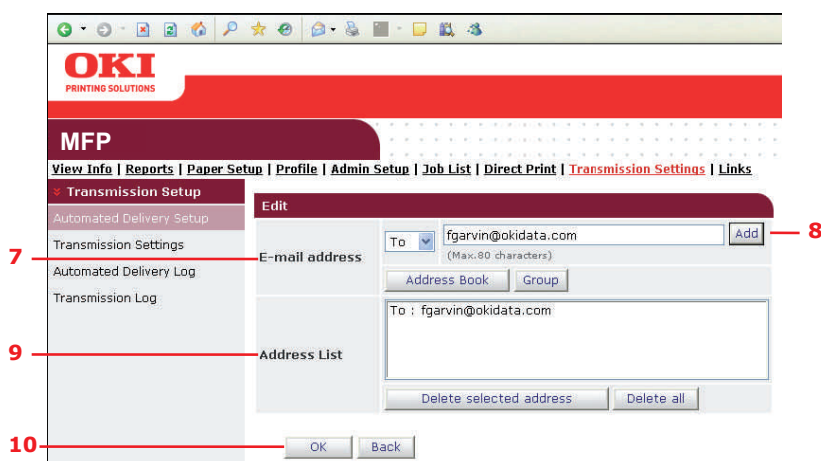 OKI
PRINTING SOLUTIONS
MFP
View Info | Reports | Paper Setup | Profile | Admin Setup | Job List | Direct Print | Transmission Settings | Links
Transmission Setup
Automated Delivery Setup
Transmission Settings
Automated Delivery Log
Transmission Log
Edit
7
E-mail address
To
fgarvin@okidata.com
Add
8
(Max.80 characters)
Address Book
Group
9
Address List
To : fgarvin@okidata.com
Delete selected address
Delete all
10
OK
Back